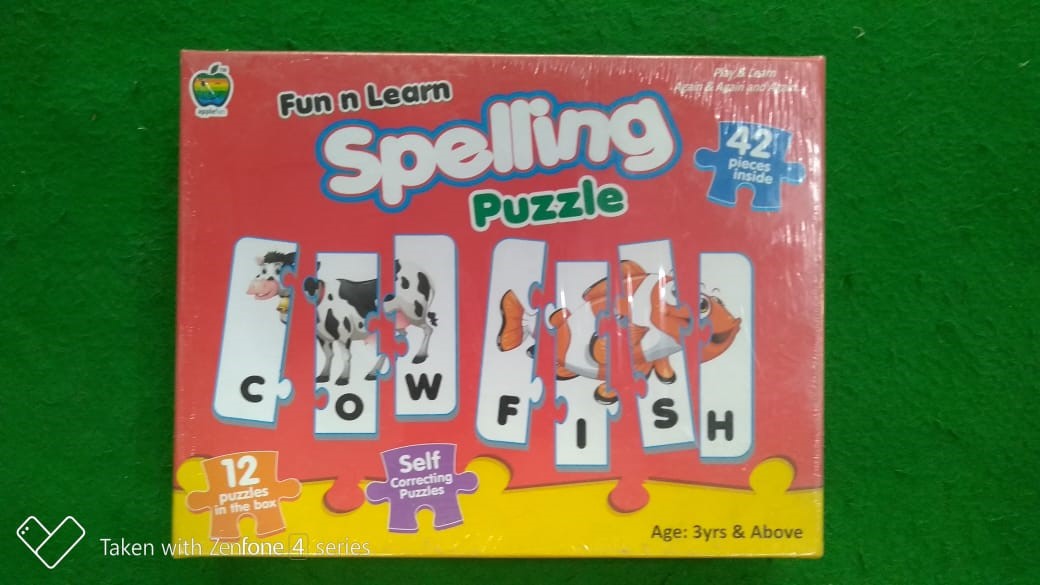 applefun
Play & Learn
Again & Again and Again...
Fun n Learn
Spelling
Puzzle
42
pieces
inside
C O W
F I S H
12
puzzles
in the box
Self
Correcting
Puzzles
Age: 3yrs & Above
Taken with Zenfone 4 series